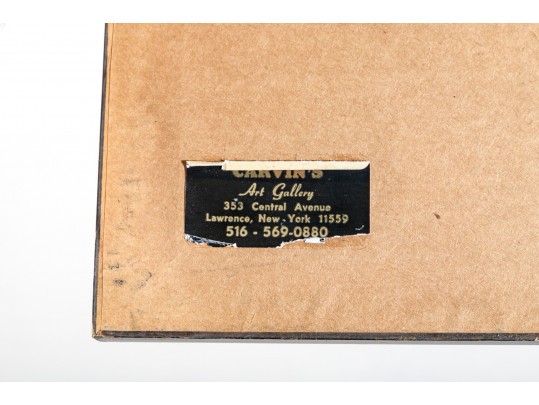 CARVIN'S
Art Gallery
353 Central Avenue
Lawrence, New York 11559
516 - 569-0880